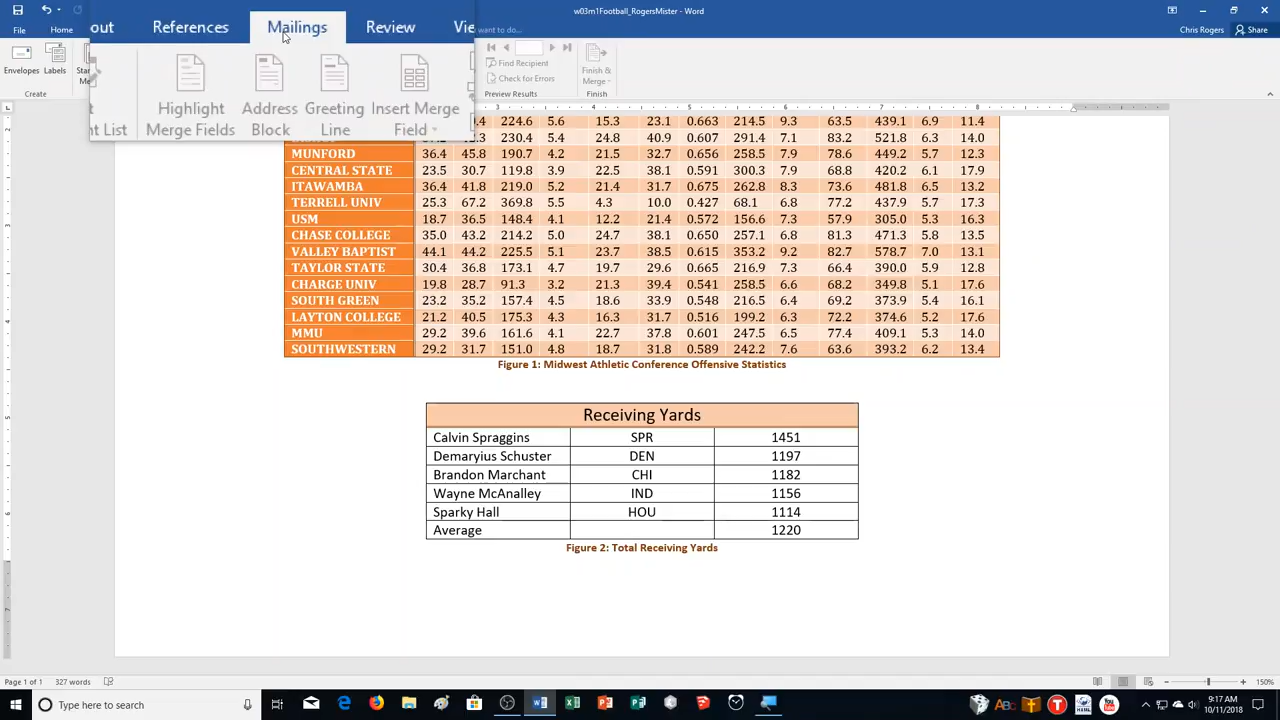 w03m1Football_RogersMister - Word
Chris Rogers
File Home out References Mailings Review Vie nt do... Share
Envelopes Labels
Create
nt List
Highlight Merge Fields
Address Block
Greeting Line
Insert Merge Field
Find Recipient
Check for Errors
Preview Results
Finish & Merge
Finish
224.6 5.6 15.3 23.1 0.663 214.5 9.3 63.5 439.1 6.9 11.4
230.4 5.4 24.8 40.9 0.607 291.4 7.1 83.2 521.8 6.3 14.0
MUNFORD 36.4 45.8 190.7 4.2 21.5 32.7 0.656 258.5 7.9 78.6 449.2 5.7 12.3
CENTRAL STATE 23.5 30.7 119.8 3.9 22.5 38.1 0.591 300.3 7.9 68.8 420.2 6.1 17.9
ITAWAMBA 36.4 41.8 219.0 5.2 21.4 31.7 0.675 262.8 8.3 73.6 481.8 6.5 13.2
TERRELL UNIV 25.3 67.2 369.8 5.5 4.3 10.0 0.427 68.1 6.8 77.2 437.9 5.7 17.3
USM 18.7 36.5 148.4 4.1 12.2 21.4 0.572 156.6 7.3 57.9 305.0 5.3 16.3
CHASE COLLEGE 35.0 43.2 214.2 5.0 24.7 38.1 0.650 257.1 6.8 81.3 471.3 5.8 13.5
VALLEY BAPTIST 44.1 44.2 225.5 5.1 23.7 38.5 0.615 353.2 9.2 82.7 578.7 7.0 13.1
TAYLOR STATE 30.4 36.8 173.1 4.7 19.7 29.6 0.665 216.9 7.3 66.4 390.0 5.9 12.8
CHARGE UNIV 19.8 28.7 91.3 3.2 21.3 39.4 0.541 258.5 6.6 68.2 349.8 5.1 17.6
SOUTH GREEN 23.2 35.2 157.4 4.5 18.6 33.9 0.548 216.5 6.4 69.2 373.9 5.4 16.1
LAYTON COLLEGE 21.2 40.5 175.3 4.3 16.3 31.7 0.516 199.2 6.3 72.2 374.6 5.2 17.6
MMU 29.2 39.6 161.6 4.1 22.7 37.8 0.601 247.5 6.5 77.4 409.1 5.3 14.0
SOUTHWESTERN 29.2 31.7 151.0 4.8 18.7 31.8 0.589 242.2 7.6 63.6 393.2 6.2 13.4
Figure 1: Midwest Athletic Conference Offensive Statistics
Receiving Yards
Calvin Spraggins SPR 1451
Demaryius Schuster DEN 1197
Brandon Marchant CHI 1182
Wayne McAnalley IND 1156
Sparky Hall HOU 1114
Average 1220
Figure 2: Total Receiving Yards
Page 1 of 1 327 words 150%
Type here to search
9:17 AM
10/11/2018